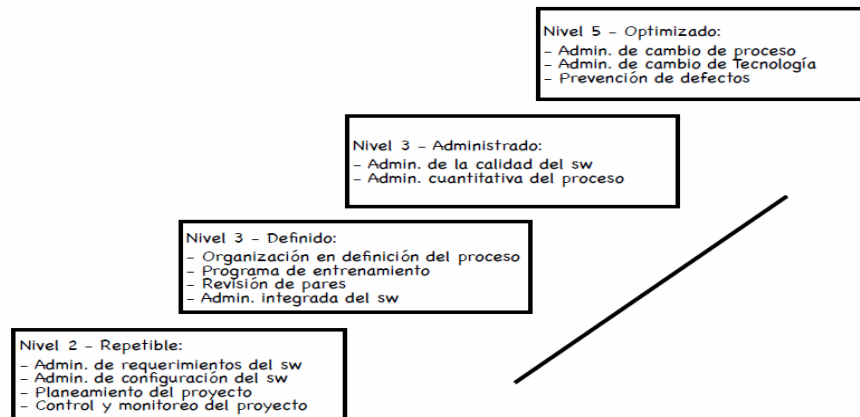 Nivel 5 - Optimizado:
- Admin. de cambio de proceso
- Admin. de cambio de Tecnología
- Prevención de defectos
Nivel 3 - Administrado:
- Admin. de la calidad del sw
- Admin. cuantitativa del proceso
Nivel 3 - Definido:
- Organización en definición del proceso
- Programa de entrenamiento
- Revisión de pares
- Admin. integrada del sw
Nivel 2 - Repetible:
- Admin. de requerimientos del sw
- Admin. de configuración del sw
- Planeamiento del proyecto
- Control y monitoreo del proyecto